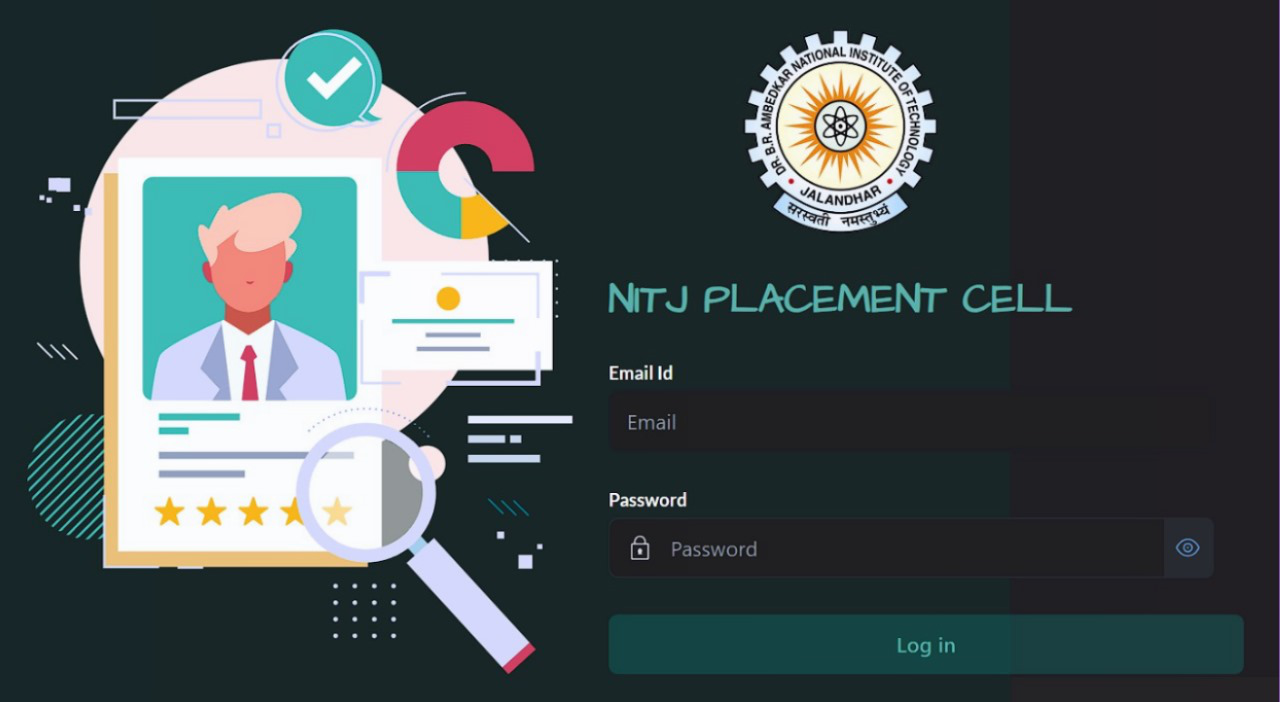 DR. B.R. AMBEDKAR NATIONAL INSTITUTE OF TECHNOLOGY
JALANDHAR
सरस्वती नमस्तुभ्यं
NITJ PLACEMENT CELL
Email Id
Email
Password
Password
Log in